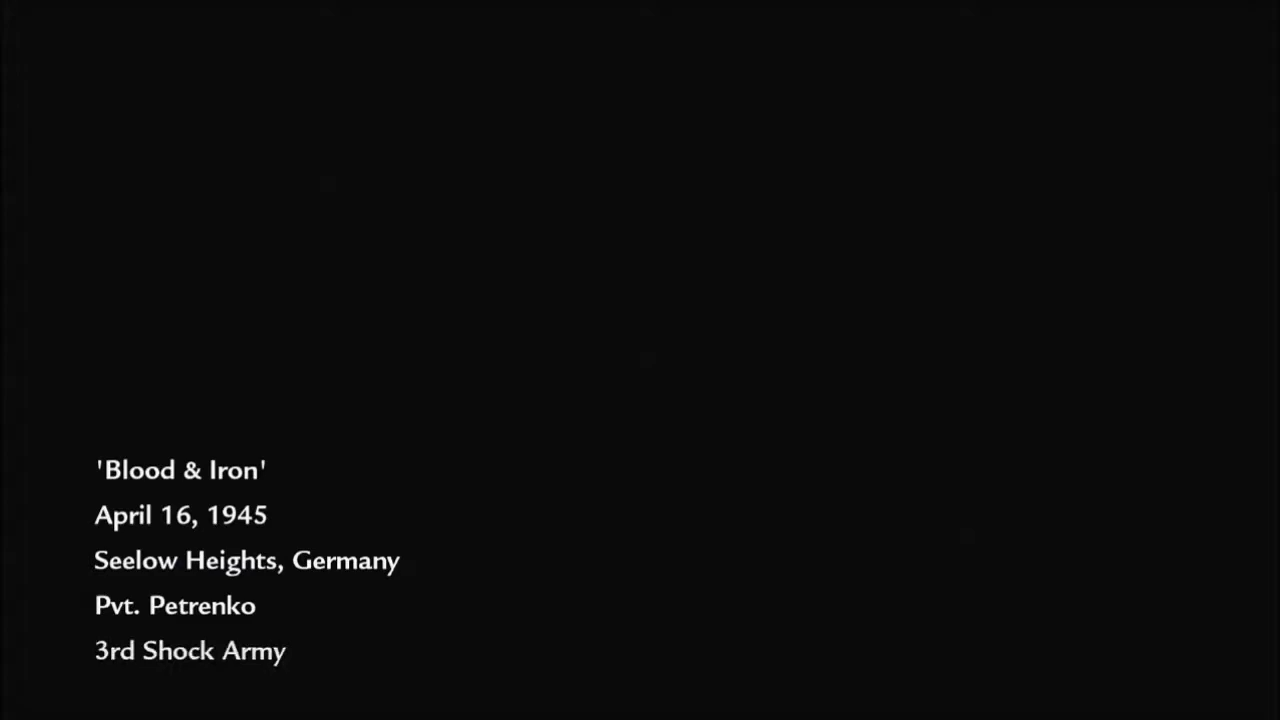 'Blood & Iron'
April 16, 1945
Seelow Heights, Germany
Pvt. Petrenko
3rd Shock Army